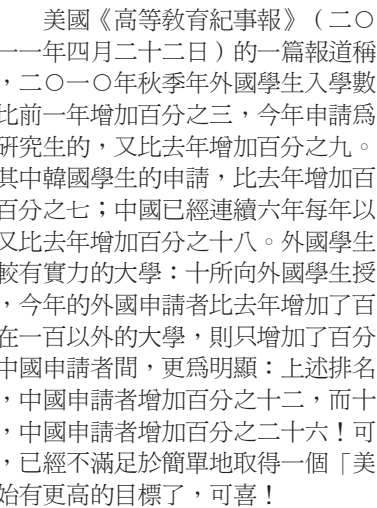 美國《高等敎育紀事報》（二○
一一年四月二十二日）的一篇報道稱
，二○一○年秋季年外國學生入學數
比前一年增加百分之三，今年申請爲
研究生的，又比去年增加百分之九。
其中韓國學生的申請，比去年增加百
百分之七；中國已經連續六年每年以
又比去年增加百分之十八。外國學生
較有實力的大學：十所向外國學生授
，今年的外國申請者比去年增加了百
在一百以外的大學，則只增加了百分
中國申請者間，更爲明顯：上述排名
，中國申請者增加百分之十二，而十
，中國申請者增加百分之二十六！可
，已經不滿足於簡單地取得一個「美
始有更高的目標了，可喜！